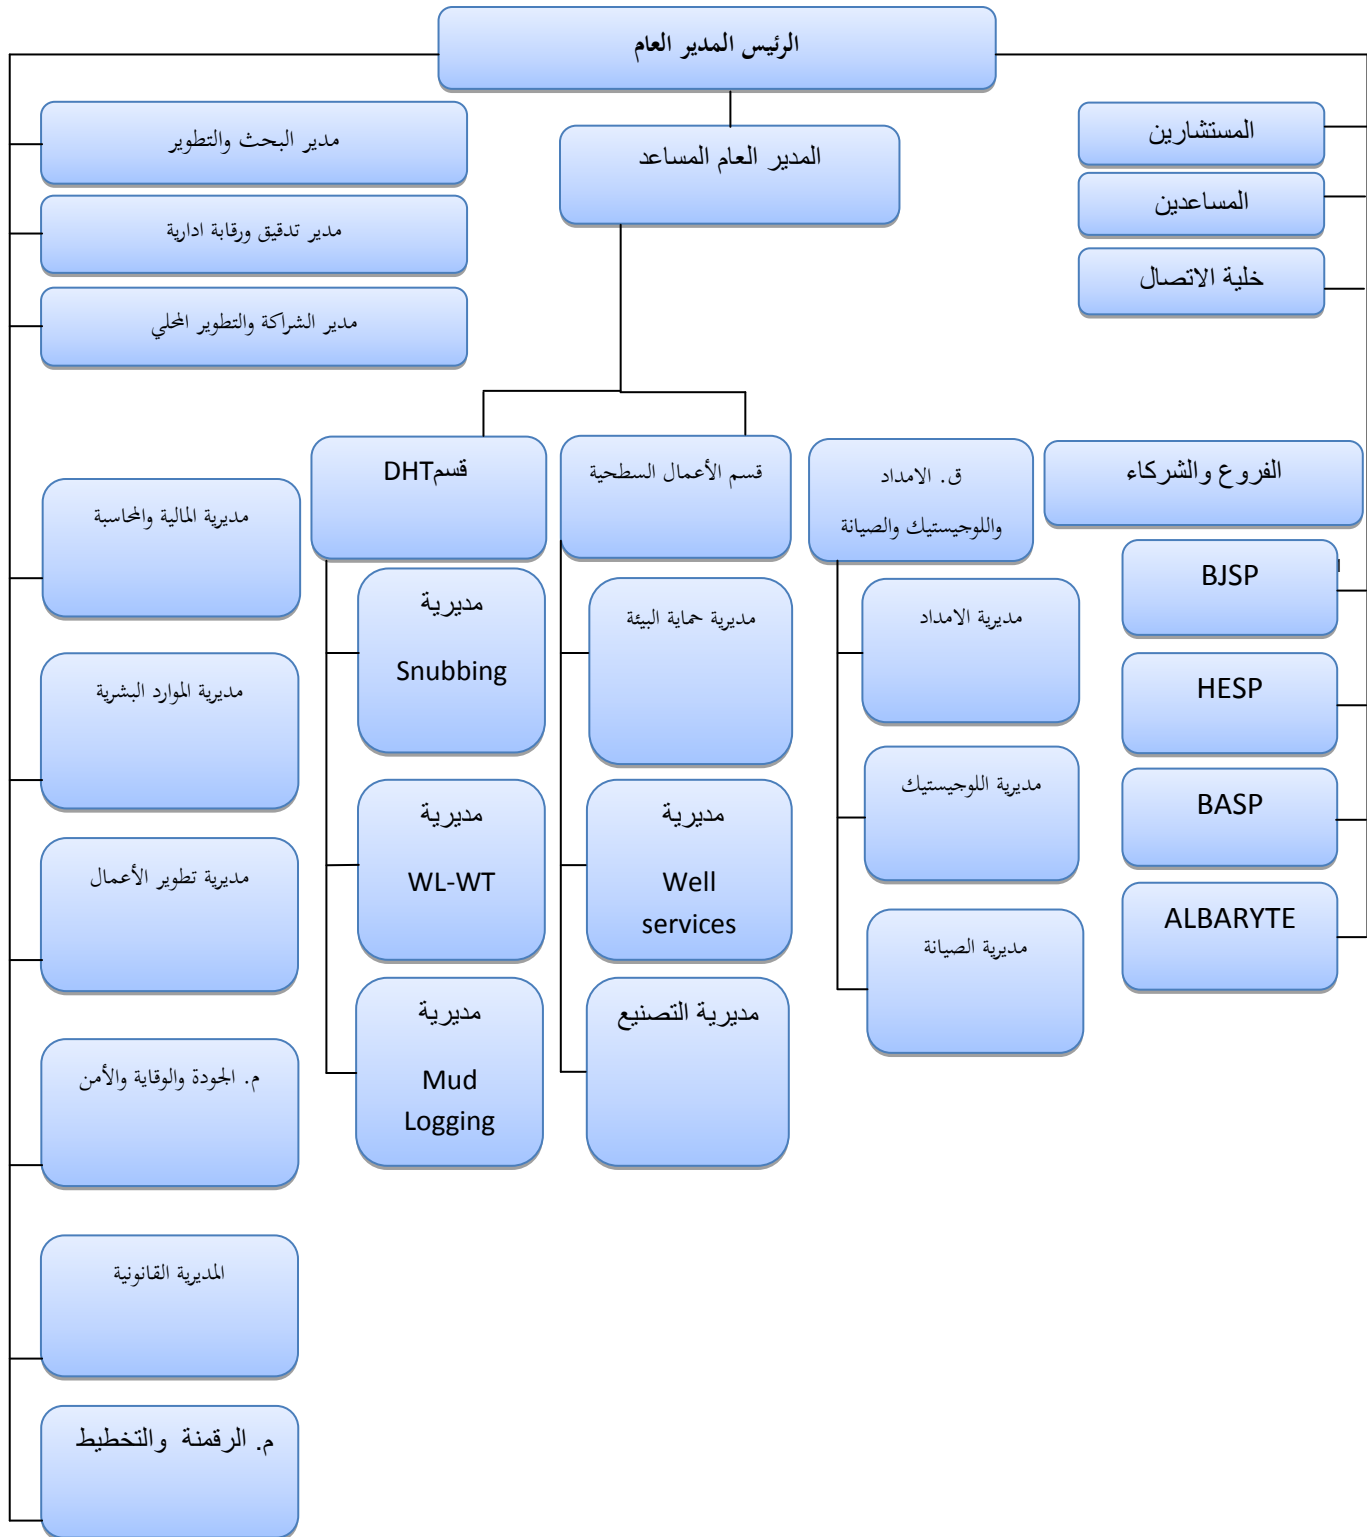 الرئيس المدير العام
المدير العام المساعد
المستشارين
المساعدين
خلية الاتصال
مدير البحث والتطوير
مدير تدقيق ورقابة ادارية
مدير الشراكة والتطوير المحلي
الفروع والشركاء
BJSP
HESP
BASP
ALBARYTE
ق. الامداد
واللوجيستيك والصيانة
مديرية الامداد
مديرية اللوجيستيك
مديرية الصيانة
قسم الأعمال السطحية
مديرية حماية البيئة
مديرية
Well
services
مديرية التصنيع
قسمDHT
مديرية
Snubbing
مديرية
WL-WT
مديرية
Mud
Logging
مديرية المالية والمحاسبة
مديرية الموارد البشرية
مديرية تطوير الأعمال
م. الجودة والوقاية والأمن
المديرية القانونية
م. الرقمنة والتخطيط